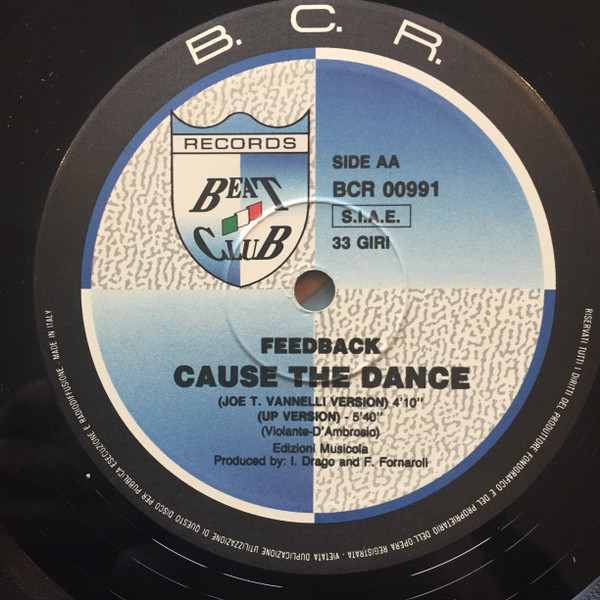 B. C. R.
RECORDS
BEAT
CLUB
SIDE AA
BCR 00991
S.I.A.E.
33 GIRI
FEEDBACK
CAUSE THE DANCE
(JOE T. VANNELLI VERSION) 4'10''
(UP VERSION) - 5'40''
(Violante-D'Ambrosio)
Edizioni Musicola
Produced by: I. Drago and F. Fornaroli
RISERVATI TUTTI I DIRITTI DEL PRODUTTORE FONOGRAFICO E DEL PROPRIETARIO DELL'OPERA REGISTRATA - VIETATA DUPLICAZIONE UTILIZZAZIONE DI QUESTO DISCO PER PUBBLICA ESECUZIONE E RADIODIFFUSIONE - MADE IN ITALY